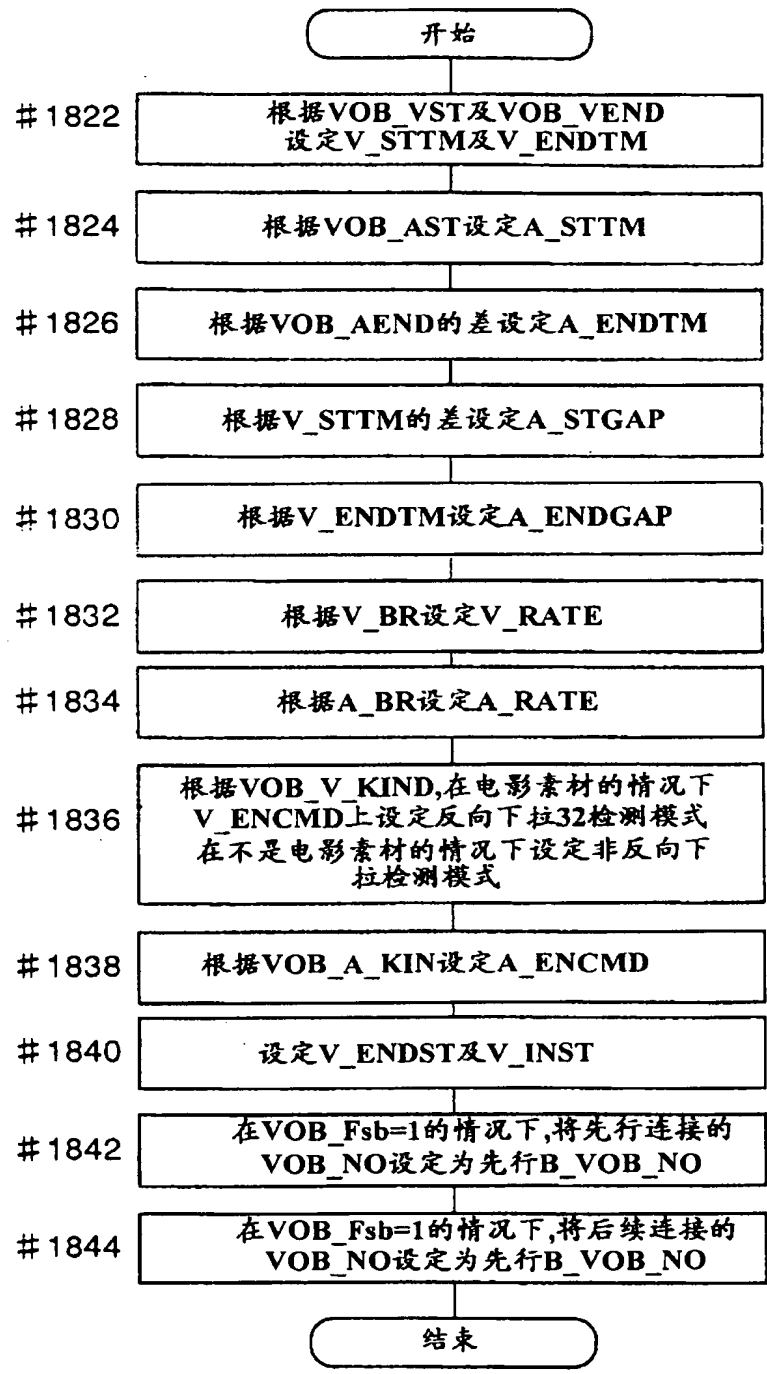 开始
#1822
根据VOB_VST及VOB_VEND
设定V_STTM及V_ENDTM
#1824
根据VOB_AST设定A_STTM
#1826
根据VOB_AEND的差设定A_ENDTM
#1828
根据V_STTM的差设定A_STGAP
#1830
根据V_ENDTM设定A_ENDGAP
#1832
根据V_BR设定V_RATE
#1834
根据A_BR设定A_RATE
#1836
根据VOB_V_KIND,在电影素材的情况下
V_ENCMD上设定反向下拉32检测模式
在不是电影素材的情况下设定非反向下
拉检测模式
#1838
根据VOB_A_KIN设定A_ENCMD
#1840
设定V_ENDST及V_INST
#1842
在VOB_Fsb=1的情况下,将先行连接的
VOB_NO设定为先行B_VOB_NO
#1844
在VOB_Fsb=1的情况下,将后续连接的
VOB_NO设定为先行B_VOB_NO
结束